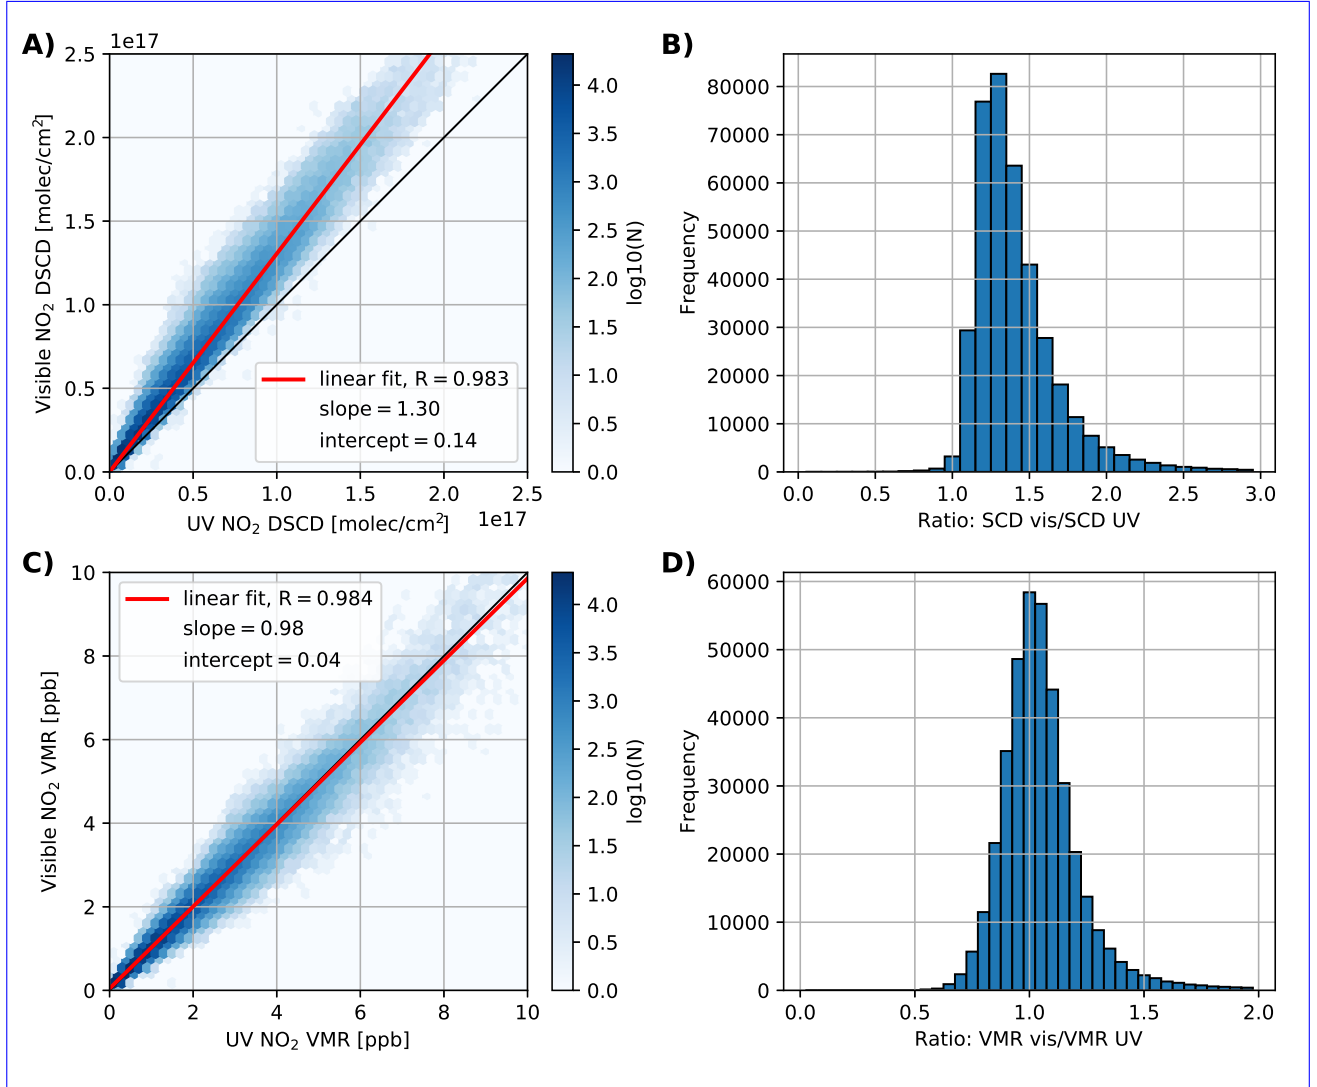 A)
1e17
2.5
2.0
1.5
1.0
0.5
0.0
Visible NO₂ DSCD [molec/cm²]
linear fit, R = 0.983
slope = 1.30
intercept = 0.14
0.0 0.5 1.0 1.5 2.0 2.5
UV NO₂ DSCD [molec/cm²]
1e17
4.0
3.5
3.0
2.5
2.0
1.5
1.0
0.5
0.0
log10(N)
B)
80000
70000
60000
50000
40000
30000
20000
10000
0
Frequency
0.0 0.5 1.0 1.5 2.0 2.5 3.0
Ratio: SCD vis/SCD UV
C)
10
8
6
4
2
0
Visible NO₂ VMR [ppb]
linear fit, R = 0.984
slope = 0.98
intercept = 0.04
0 2 4 6 8 10
UV NO₂ VMR [ppb]
4.0
3.5
3.0
2.5
2.0
1.5
1.0
0.5
0.0
log10(N)
D)
60000
50000
40000
30000
20000
10000
0
Frequency
0.0 0.5 1.0 1.5 2.0
Ratio: VMR vis/VMR UV